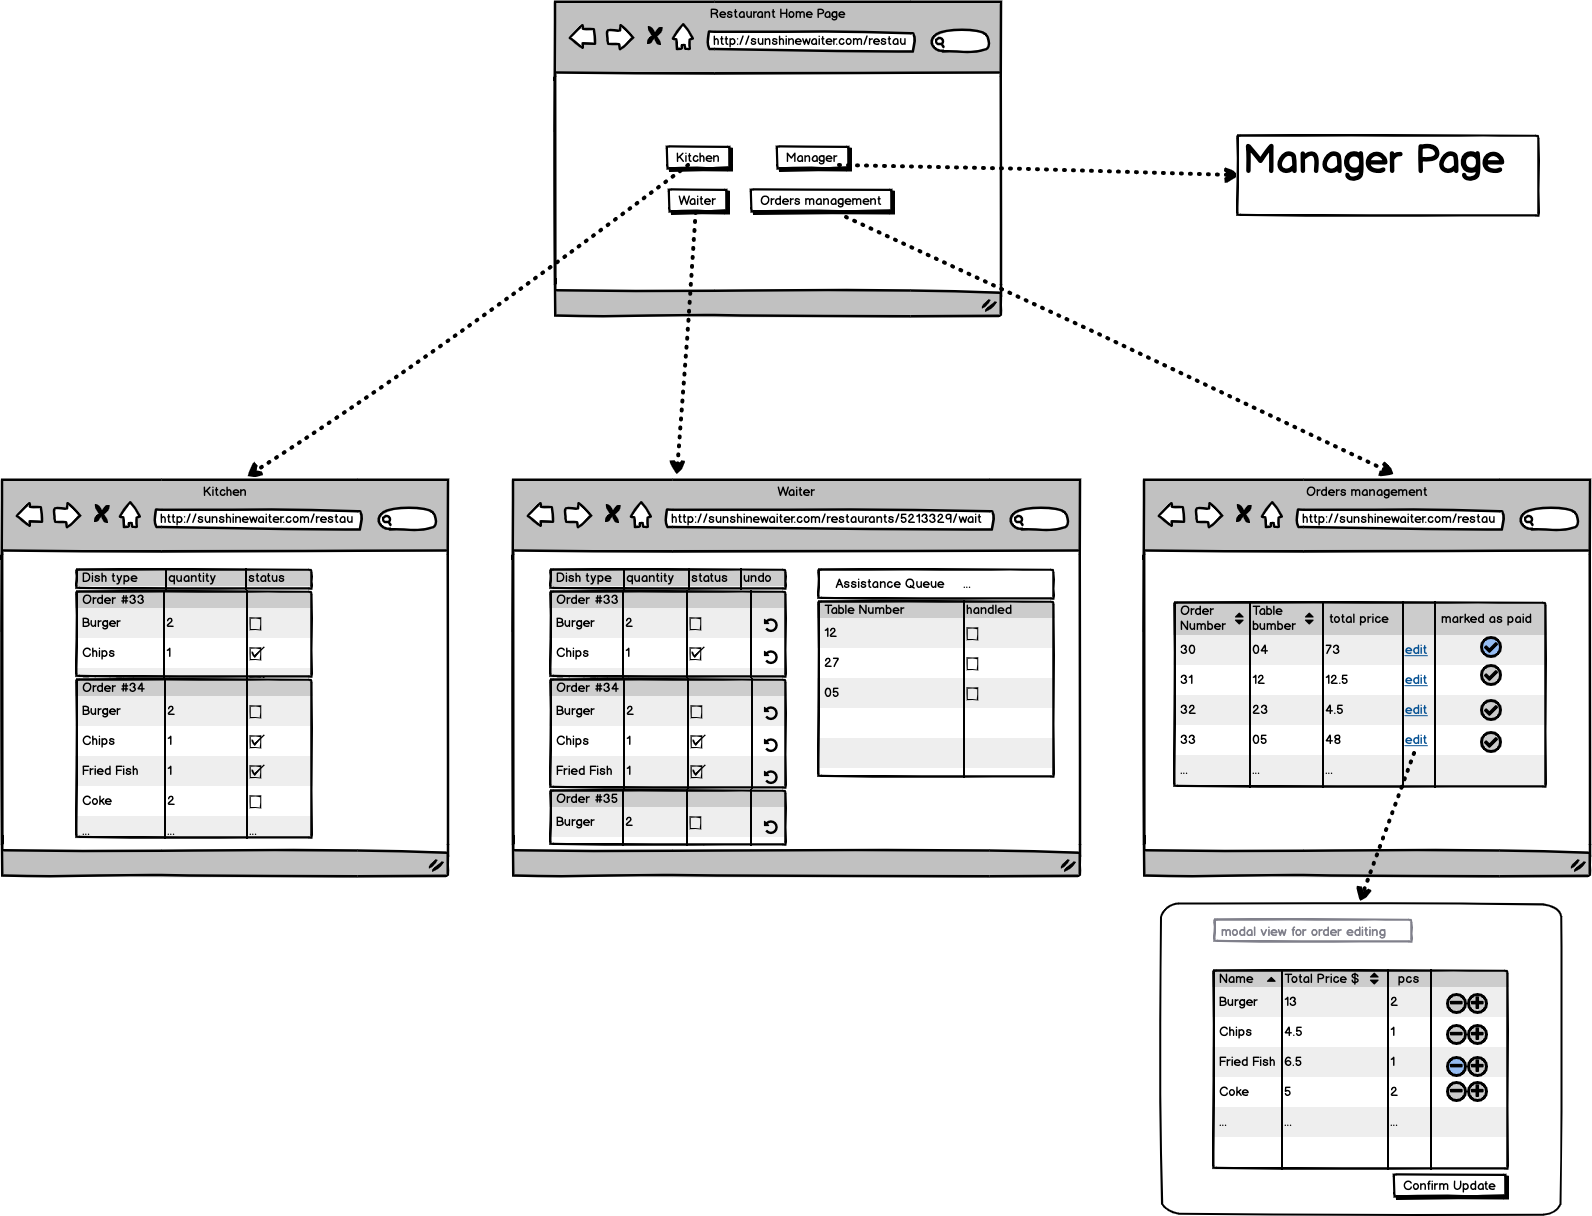 Restaurant Home Page
http://sunshinewaiter.com/restau
Kitchen
Manager
Waiter
Orders management
Manager Page
Kitchen
http://sunshinewaiter.com/restau
Dish type quantity status
Order #33
Burger 2
Chips 1
Order #34
Burger 2
Chips 1
Fried Fish 1
Coke 2
... ... ...
Waiter
http://sunshinewaiter.com/restaurants/5213329/wait
Dish type quantity status undo
Order #33
Burger 2
Chips 1
Order #34
Burger 2
Chips 1
Fried Fish 1
Order #35
Burger 2
Assistance Queue ...
Table Number handled
12
27
05
Orders management
http://sunshinewaiter.com/restau
Order Number Table bumber total price marked as paid
30 04 73 edit
31 12 12.5 edit
32 23 4.5 edit
33 05 48 edit
... ... ...
modal view for order editing
Name Total Price $ pcs
Burger 13 2
Chips 4.5 1
Fried Fish 6.5 1
Coke 5 2
... ... ...
Confirm Update